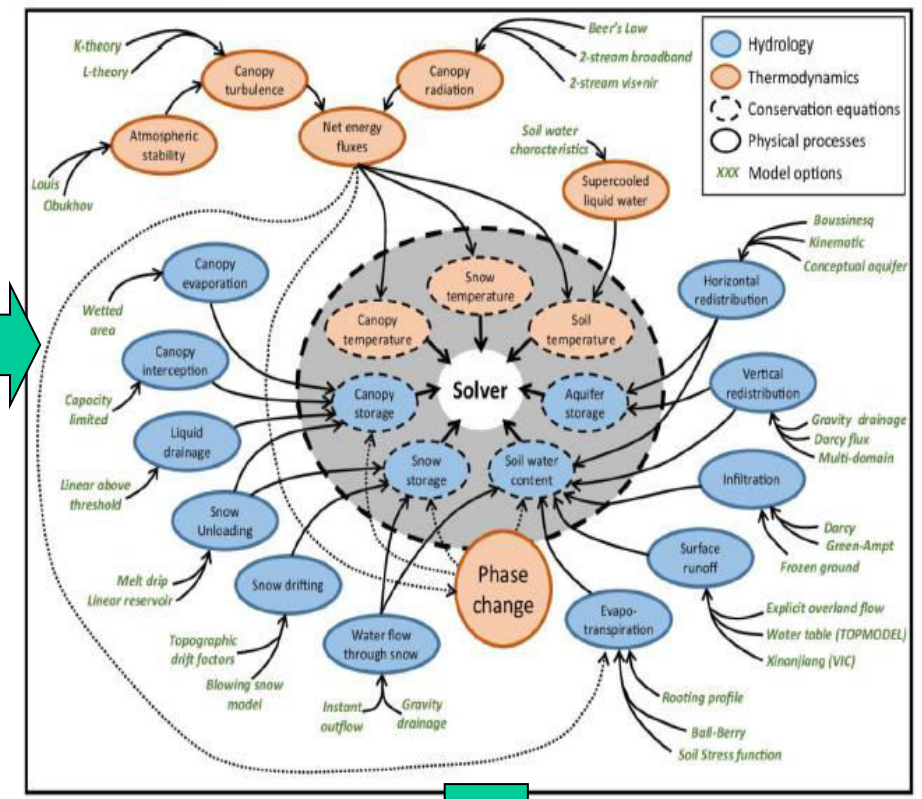 K-theory
L-theory
Canopy
turbulence
Canopy
radiation
Beer's Law
2-stream broadband
2-stream vis+nir
Hydrology
Thermodynamics
Conservation equations
Physical processes
XXX Model options
Atmospheric
stability
Net energy
fluxes
Louis
Obukhov
Soil water
characteristics
Supercooled
liquid water
Boussinesq
Kinematic
Conceptual aquifer
Horizontal
redistribution
Canopy
evaporation
Wetted
area
Snow
temperature
Canopy
temperature
Soil
temperature
Canopy
interception
Capacity
limited
Canopy
storage
Solver
Aquifer
storage
Vertical
redistribution
Gravity drainage
Darcy flux
Multi-domain
Liquid
drainage
Linear above
threshold
Snow
storage
Soil water
content
Infiltration
Darcy
Green-Ampt
Frozen ground
Snow
Unloading
Melt drip
Linear reservoir
Surface
runoff
Explicit overland flow
Water table (TOPMODEL)
Xinanjiang (VIC)
Snow drifting
Topographic
drift factors
Blowing snow
model
Phase
change
Water flow
through snow
Instant
outflow
Gravity
drainage
Evapo-
transpiration
Rooting profile
Ball-Berry
Soil Stress function